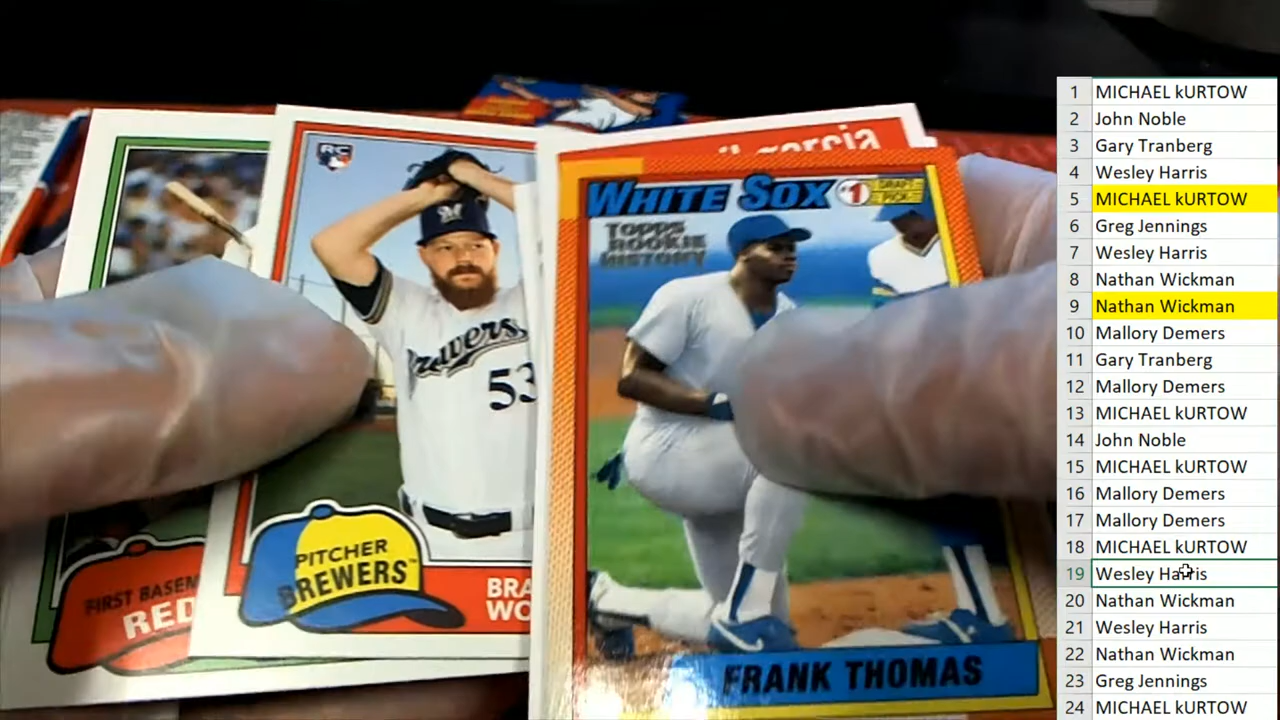 garcia
WHITE SOX
#1 DRAFT PICK
TOPPS
ROOKIE
HISTORY
RC
Brewers
53
PITCHER
BREWERS™
BRA
WO
FIRST BASEM
RED
FRANK THOMAS
1 MICHAEL kURTOW
2 John Noble
3 Gary Tranberg
4 Wesley Harris
5 MICHAEL kURTOW
6 Greg Jennings
7 Wesley Harris
8 Nathan Wickman
9 Nathan Wickman
10 Mallory Demers
11 Gary Tranberg
12 Mallory Demers
13 MICHAEL kURTOW
14 John Noble
15 MICHAEL kURTOW
16 Mallory Demers
17 Mallory Demers
18 MICHAEL kURTOW
19 Wesley Harris
20 Nathan Wickman
21 Wesley Harris
22 Nathan Wickman
23 Greg Jennings
24 MICHAEL kURTOW